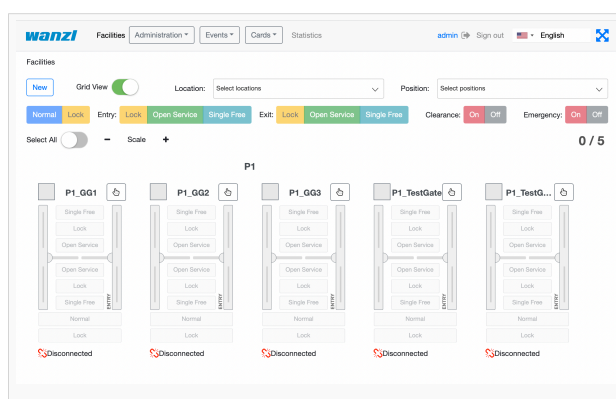 wanzl Facilities Administration Events Cards Statistics admin Sign out English
Facilities
New Grid View Location: Select locations Position: Select positions
Normal Lock Entry: Lock Open Service Single Free Exit: Lock Open Service Single Free Clearance: On Off Emergency: On Off
Select All - Scale + 0 / 5
P1
P1_GG1 P1_GG2 P1_GG3 P1_TestGate P1_TestG...
Single Free Single Free Single Free Single Free Single Free
Lock Lock Lock Lock Lock
Open Service Open Service Open Service Open Service Open Service
Open Service Open Service Open Service Open Service Open Service
Lock Lock Lock Lock Lock
Single Free ENTRY Single Free ENTRY Single Free ENTRY Single Free ENTRY Single Free ENTRY
Normal Normal Normal Normal Normal
Lock Lock Lock Lock Lock
Disconnected Disconnected Disconnected Disconnected Disconnected